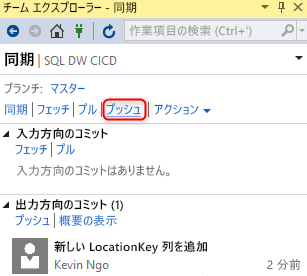 チーム エクスプローラー - 同期
作業項目の検索 (Ctrl+')
同期 | SQL DW CICD
ブランチ: マスター
同期 | フェッチ | プル | プッシュ | アクション
入力方向のコミット
フェッチ | プル
入力方向のコミットはありません。
出力方向のコミット (1)
プッシュ | 概要の表示
新しい LocationKey 列を追加
Kevin Ngo 2 分前